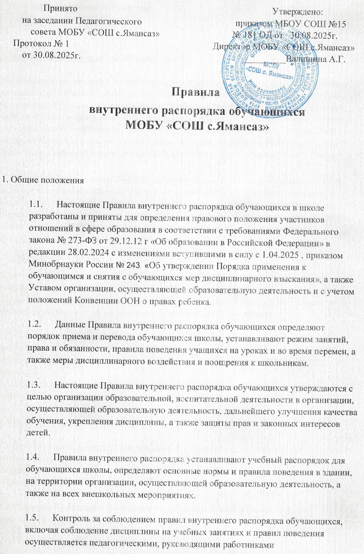 Принято
на заседании Педагогического
совета МОБУ «СОШ с.Ямансаз»
Протокол № 1
от 30.08.2025г.
Утверждено:
приказом МБОУ СОШ №15
№ 181 ОД от 30.08.2025г.
Директор МОБУ «СОШ с.Ямансаз»
А.Г.
Правила
внутреннего распорядка обучающихся
МОБУ «СОШ с.Ямансаз»
1. Общие положения
1.1. Настоящие Правила внутреннего распорядка обучающихся в школе
разработаны и приняты для определения правового положения участников
отношений в сфере образования в соответствии с требованиями Федерального
закона № 273-ФЗ от 29.12.12 г «Об образовании в Российской Федерации» в
редакции 28.02.2024 с изменениями вступившими в силу с 1.04.2025 , приказом
Минобрнауки России № 243 «Об утверждении Порядка применения к
обучающимся и снятия с обучающихся мер дисциплинарного взыскания», а также
Уставом организации, осуществляющей образовательную деятельность и с учетом
положений Конвенции ООН о правах ребенка.
1.2. Данные Правила внутреннего распорядка обучающихся определяют
порядок приема и перевода обучающихся школы, устанавливают режим занятий,
права и обязанности, правила поведения учащихся на уроках и во время перемен, а
также меры дисциплинарного воздействия и поощрения к школьникам.
1.3. Настоящие Правила внутреннего распорядка обучающихся утверждаются с
целью организации образовательной, воспитательной деятельности в организации,
осуществляющей образовательную деятельность, дальнейшего улучшения качества
обучения, укрепления дисциплины, а также защиты прав и законных интересов
детей.
1.4. Правила внутреннего распорядка устанавливают учебный распорядок для
обучающихся школы, определяют основные нормы и правила поведения в здании,
на территории организации, осуществляющей образовательную деятельность, а
также на всех внешкольных мероприятиях.
1.5. Контроль за соблюдением правил внутреннего распорядка обучающихся,
включая соблюдение дисциплины на учебных занятиях и правил поведения
осуществляется педагогическими, руководящими работниками